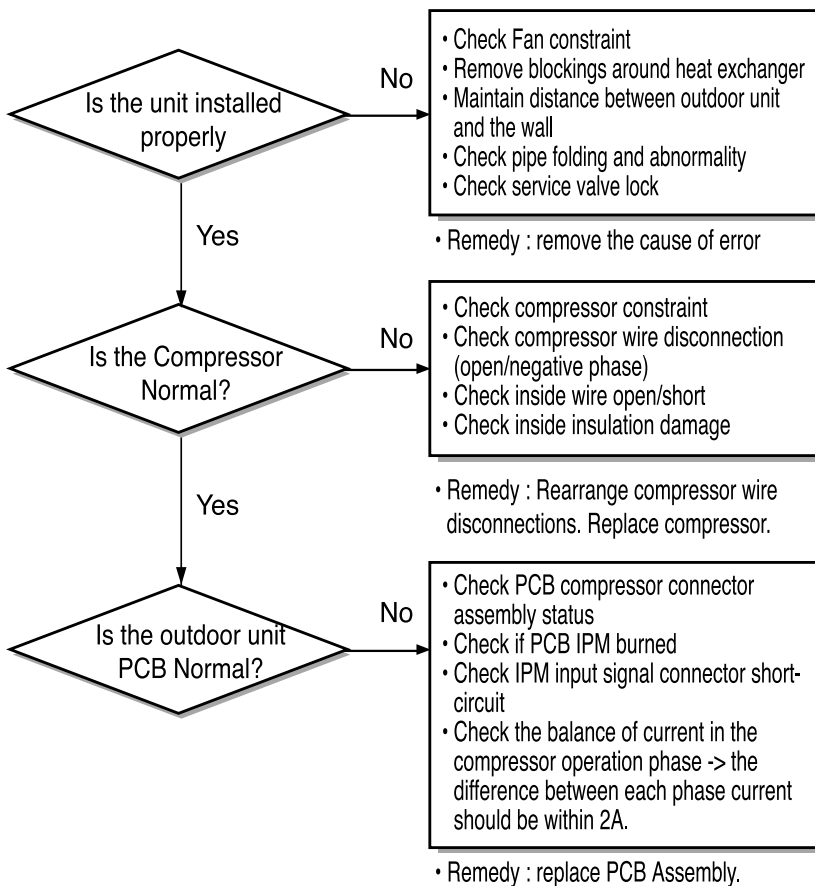 Is the unit installed
properly
No
• Check Fan constraint
• Remove blockings around heat exchanger
• Maintain distance between outdoor unit
and the wall
• Check pipe folding and abnormality
• Check service valve lock
• Remedy : remove the cause of error
Yes
Is the Compressor
Normal?
No
• Check compressor constraint
• Check compressor wire disconnection
(open/negative phase)
• Check inside wire open/short
• Check inside insulation damage
• Remedy : Rearrange compressor wire
disconnections. Replace compressor.
Yes
Is the outdoor unit
PCB Normal?
No
• Check PCB compressor connector
assembly status
• Check if PCB IPM burned
• Check IPM input signal connector short-
circuit
• Check the balance of current in the
compressor operation phase -> the
difference between each phase current
should be within 2A.
• Remedy : replace PCB Assembly.